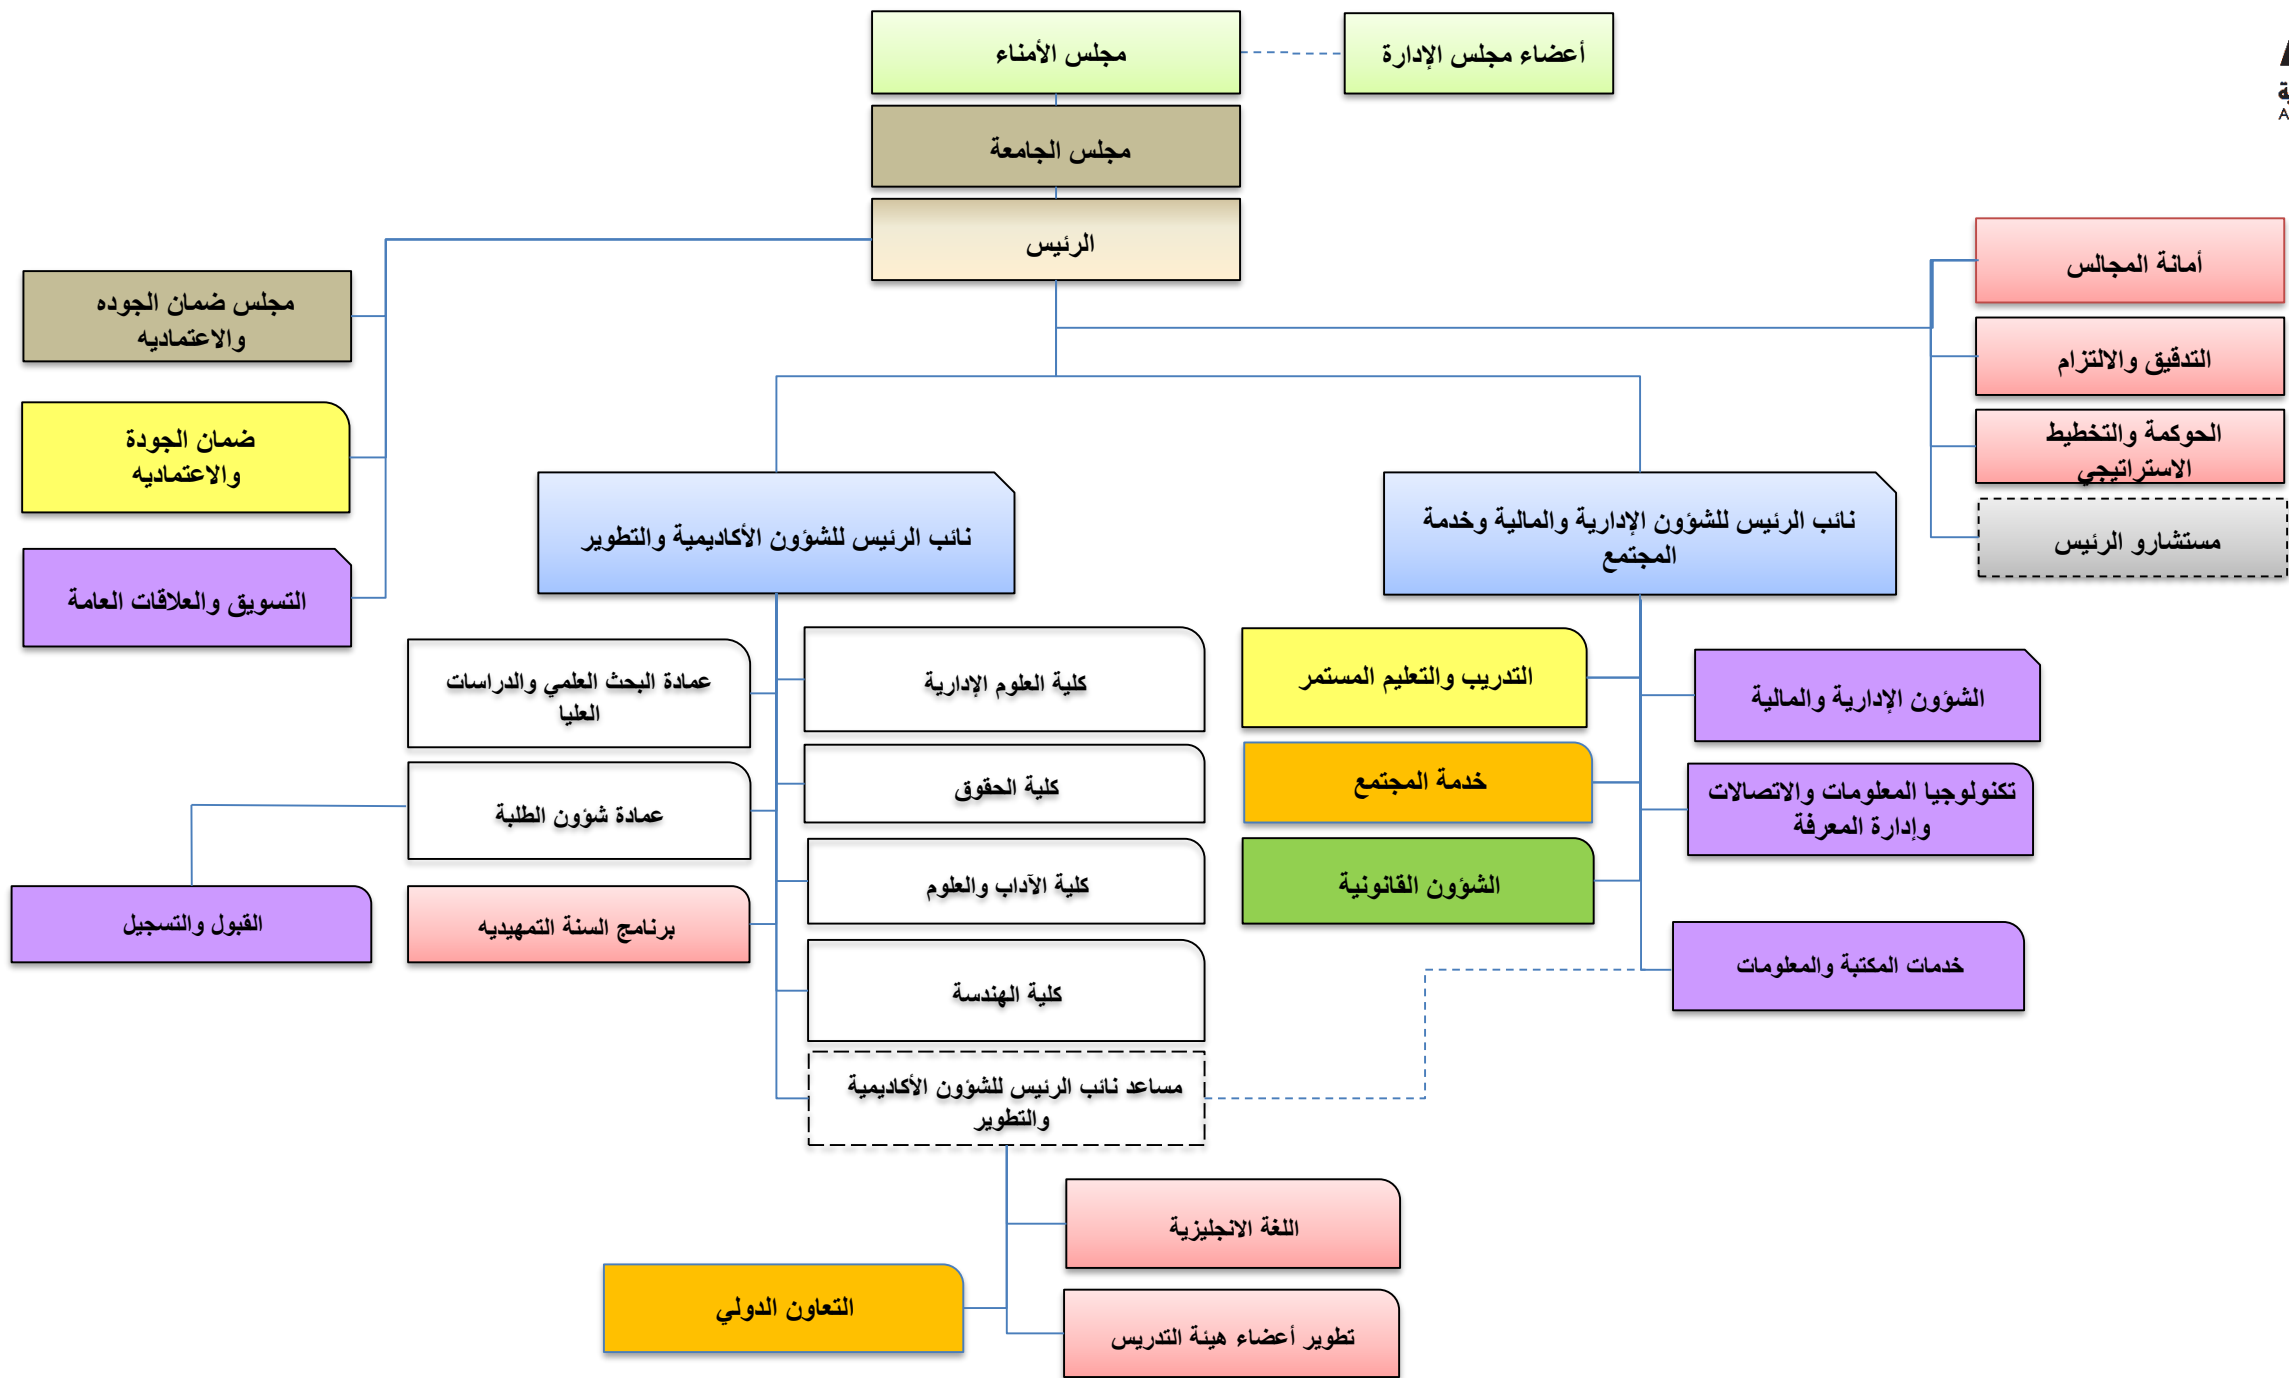 مجلس الأمناء
أعضاء مجلس الإدارة
مجلس الجامعة
الرئيس
أمانة المجالس
التدقيق والالتزام
الحوكمة والتخطيط
الاستراتيجي
مستشارو الرئيس
مجلس ضمان الجوده
والاعتماديه
ضمان الجودة
والاعتماديه
التسويق والعلاقات العامة
نائب الرئيس للشؤون الإدارية والمالية وخدمة
المجتمع
نائب الرئيس للشؤون الأكاديمية والتطوير
الشؤون الإدارية والمالية
تكنولوجيا المعلومات والاتصالات
وإدارة المعرفة
خدمات المكتبة والمعلومات
التدريب والتعليم المستمر
خدمة المجتمع
الشؤون القانونية
كلية العلوم الإدارية
كلية الحقوق
كلية الآداب والعلوم
كلية الهندسة
مساعد نائب الرئيس للشؤون الأكاديمية
والتطوير
عمادة البحث العلمي والدراسات
العليا
عمادة شؤون الطلبة
برنامج السنة التمهيديه
القبول والتسجيل
اللغة الانجليزية
تطوير أعضاء هيئة التدريس
التعاون الدولي